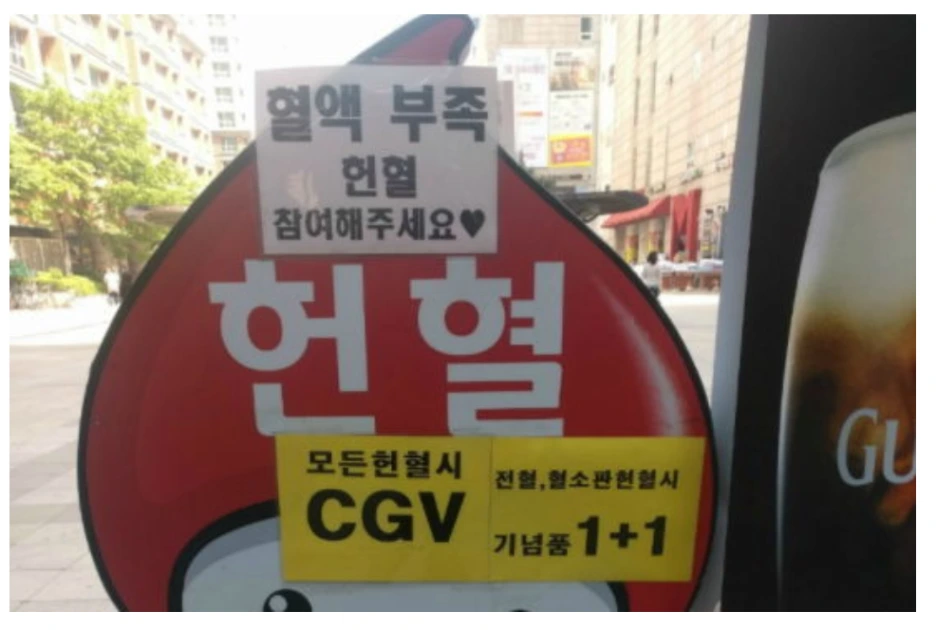 혈액 부족
헌혈
참여해주세요♥
헌혈
모든헌혈시
CGV
전혈,혈소판헌혈시
기념품 1+1
GU